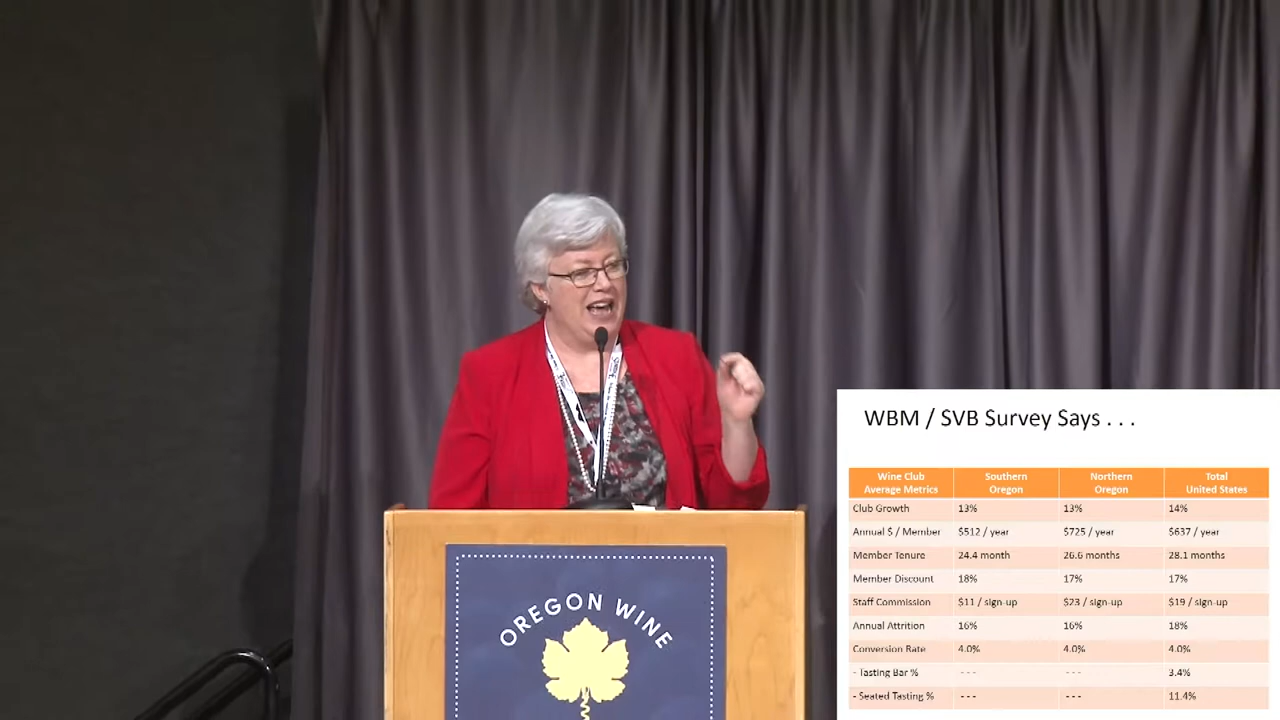 WBM / SVB Survey Says . . .
Wine Club Average Metrics Southern Oregon Northern Oregon Total United States
Club Growth 13% 13% 14%
Annual $ / Member $512 / year $725 / year $637 / year
Member Tenure 24.4 month 26.6 months 28.1 months
Member Discount 18% 17% 17%
Staff Commission $11 / sign-up $23 / sign-up $19 / sign-up
Annual Attrition 16% 16% 18%
Conversion Rate 4.0% 4.0% 4.0%
- Tasting Bar % --- --- 3.4%
- Seated Tasting % --- --- 11.4%
OREGON WINE